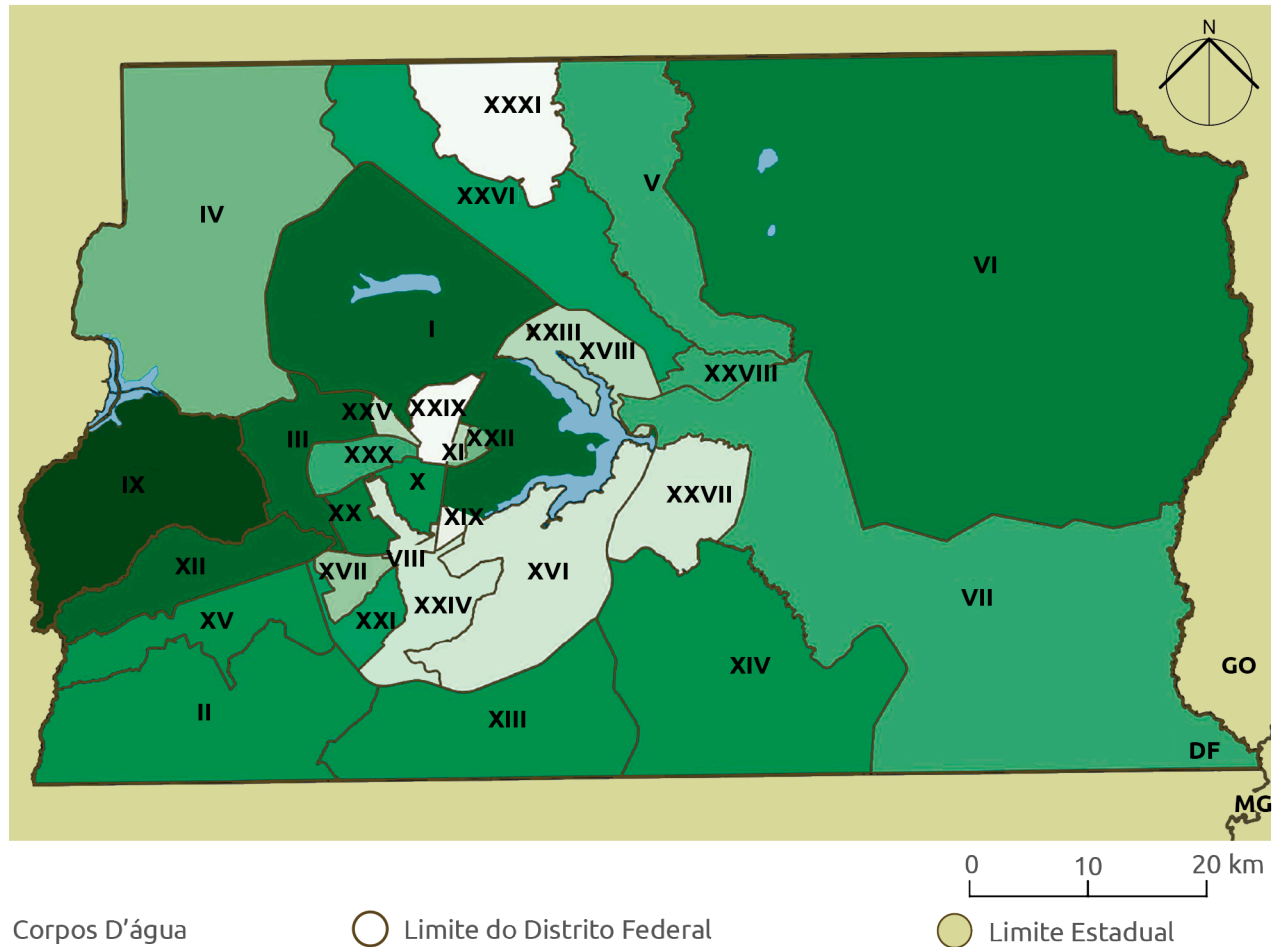 N
XXXI
V
XXVI
IV
VI
I
XXIII
XVIII
XXVIII
XXV
XXIX
III
XXII
XI
XXX
X
IX
XXVII
XX
XIX
VIII
XII
XVII
XVI
XXIV
VII
XV
XXI
XIV
GO
II
XIII
DF
MG
0 10 20 km
Corpos D’água Limite do Distrito Federal Limite Estadual